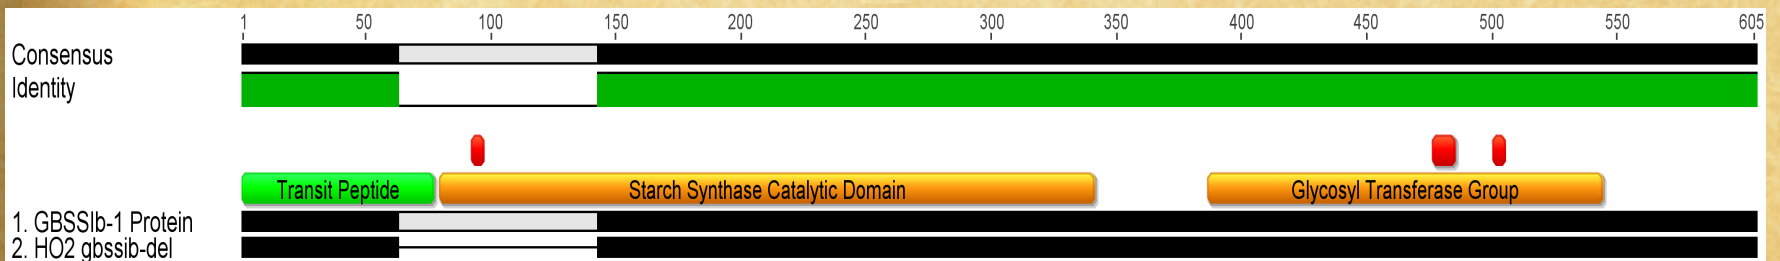 1 50 100 150 200 250 300 350 400 450 500 550 605
Consensus
Identity
Transit Peptide Starch Synthase Catalytic Domain Glycosyl Transferase Group
1. GBSSIb-1 Protein
2. HO2 gbssib-del